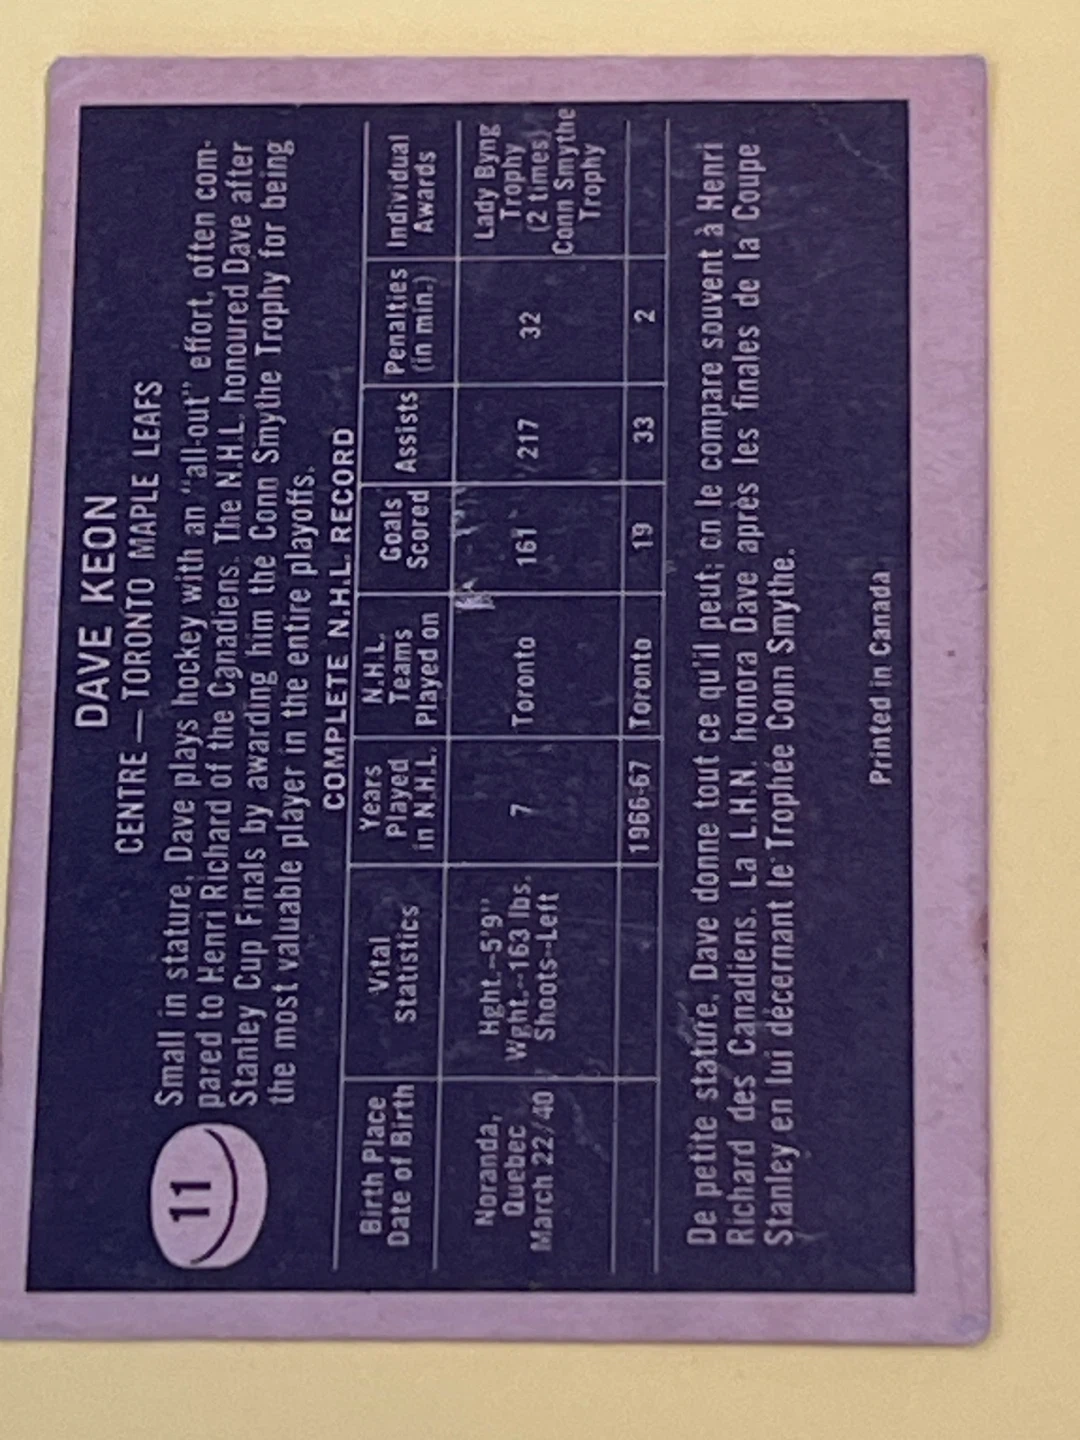 11
DAVE KEON
CENTRE — TORONTO MAPLE LEAFS
Small in stature, Dave plays hockey with an "all-out" effort, often com-
pared to Henri Richard of the Canadiens. The N.H.L. honoured Dave after
Stanley Cup Finals by awarding him the Conn Smythe Trophy for being
the most valuable player in the entire playoffs.
COMPLETE N.H.L. RECORD
Birth Place
Date of Birth
Vital
Statistics
Years
Played
in N.H.L.
N.H.L.
Teams
Played on
Goals
Scored
Assists
Penalties
(in min.)
Individual
Awards
Noranda,
Quebec
March 22/40
Hght.--5'9"
Wght.--163 lbs.
Shoots--Left
7
Toronto
161
217
32
Lady Byng
Trophy
(2 times)
Conn Smythe
Trophy
1966-67
Toronto
19
33
2
De petite stature, Dave donne tout ce qu'il peut; on le compare souvent à Henri
Richard des Canadiens. La L.H.N. honora Dave après les finales de la Coupe
Stanley en lui décernant le Trophée Conn Smythe.
Printed in Canada